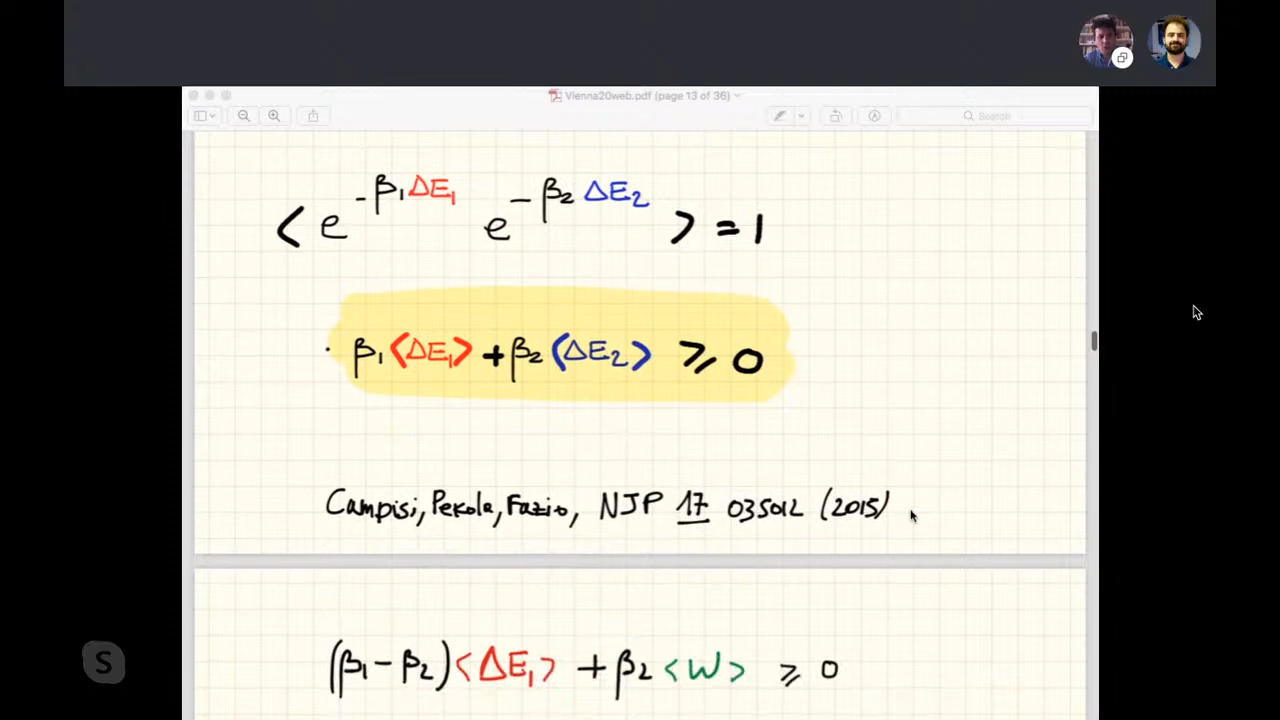 Vienna20web.pdf (page 13 of 36)
Search
< e^{-β₁ΔE₁} e^{-β₂ΔE₂} > = 1
β₁<ΔE₁> + β₂<ΔE₂> ⩾ 0
Campisi, Pekola, Fazio, NJP 17 035012 (2015)
(β₁-β₂)<ΔE₁> + β₂<W> ⩾ 0
S